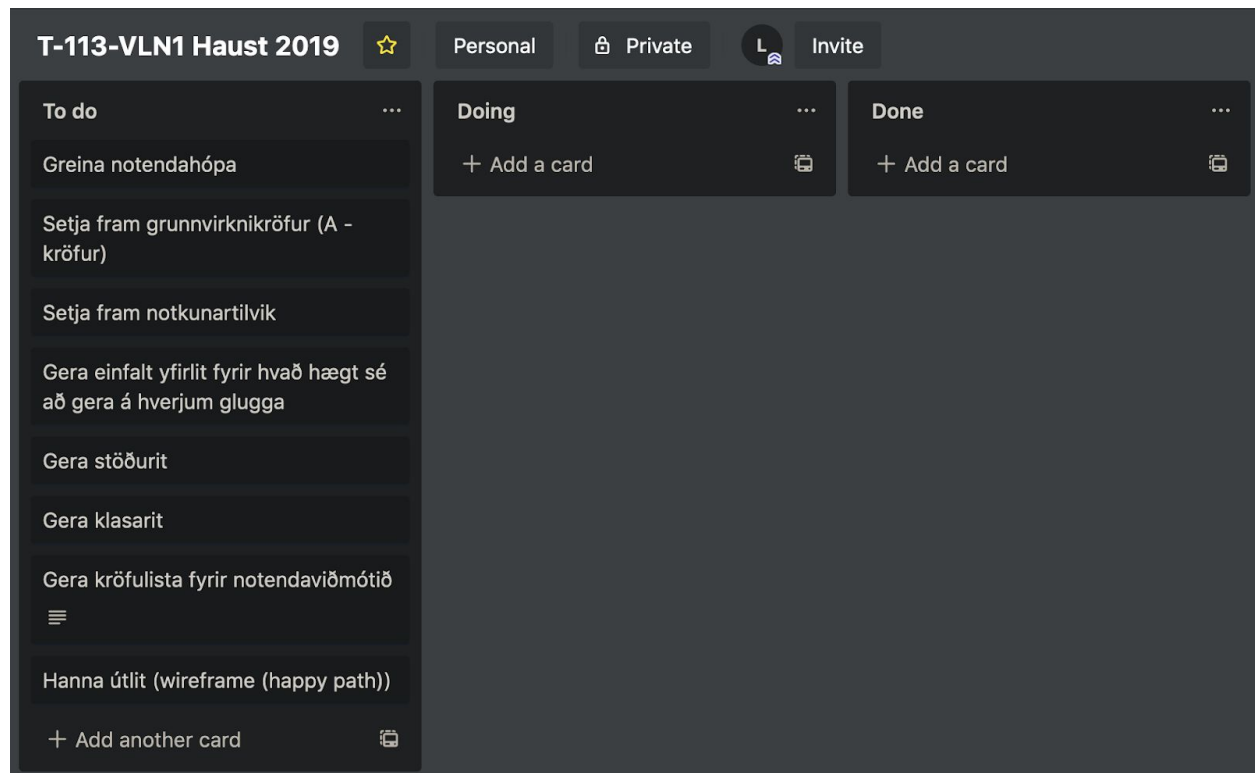 T-113-VLN1 Haust 2019
Personal
Private
L
Invite
To do
Greina notendahópa
Setja fram grunnvirknikröfur (A -
kröfur)
Setja fram notkunartilvik
Gera einfalt yfirlit fyrir hvað hægt sé
að gera á hverjum glugga
Gera stöðurit
Gera klasarit
Gera kröfulista fyrir notendaviðmótið
Hanna útlit (wireframe (happy path))
+ Add another card
Doing
+ Add a card
Done
+ Add a card